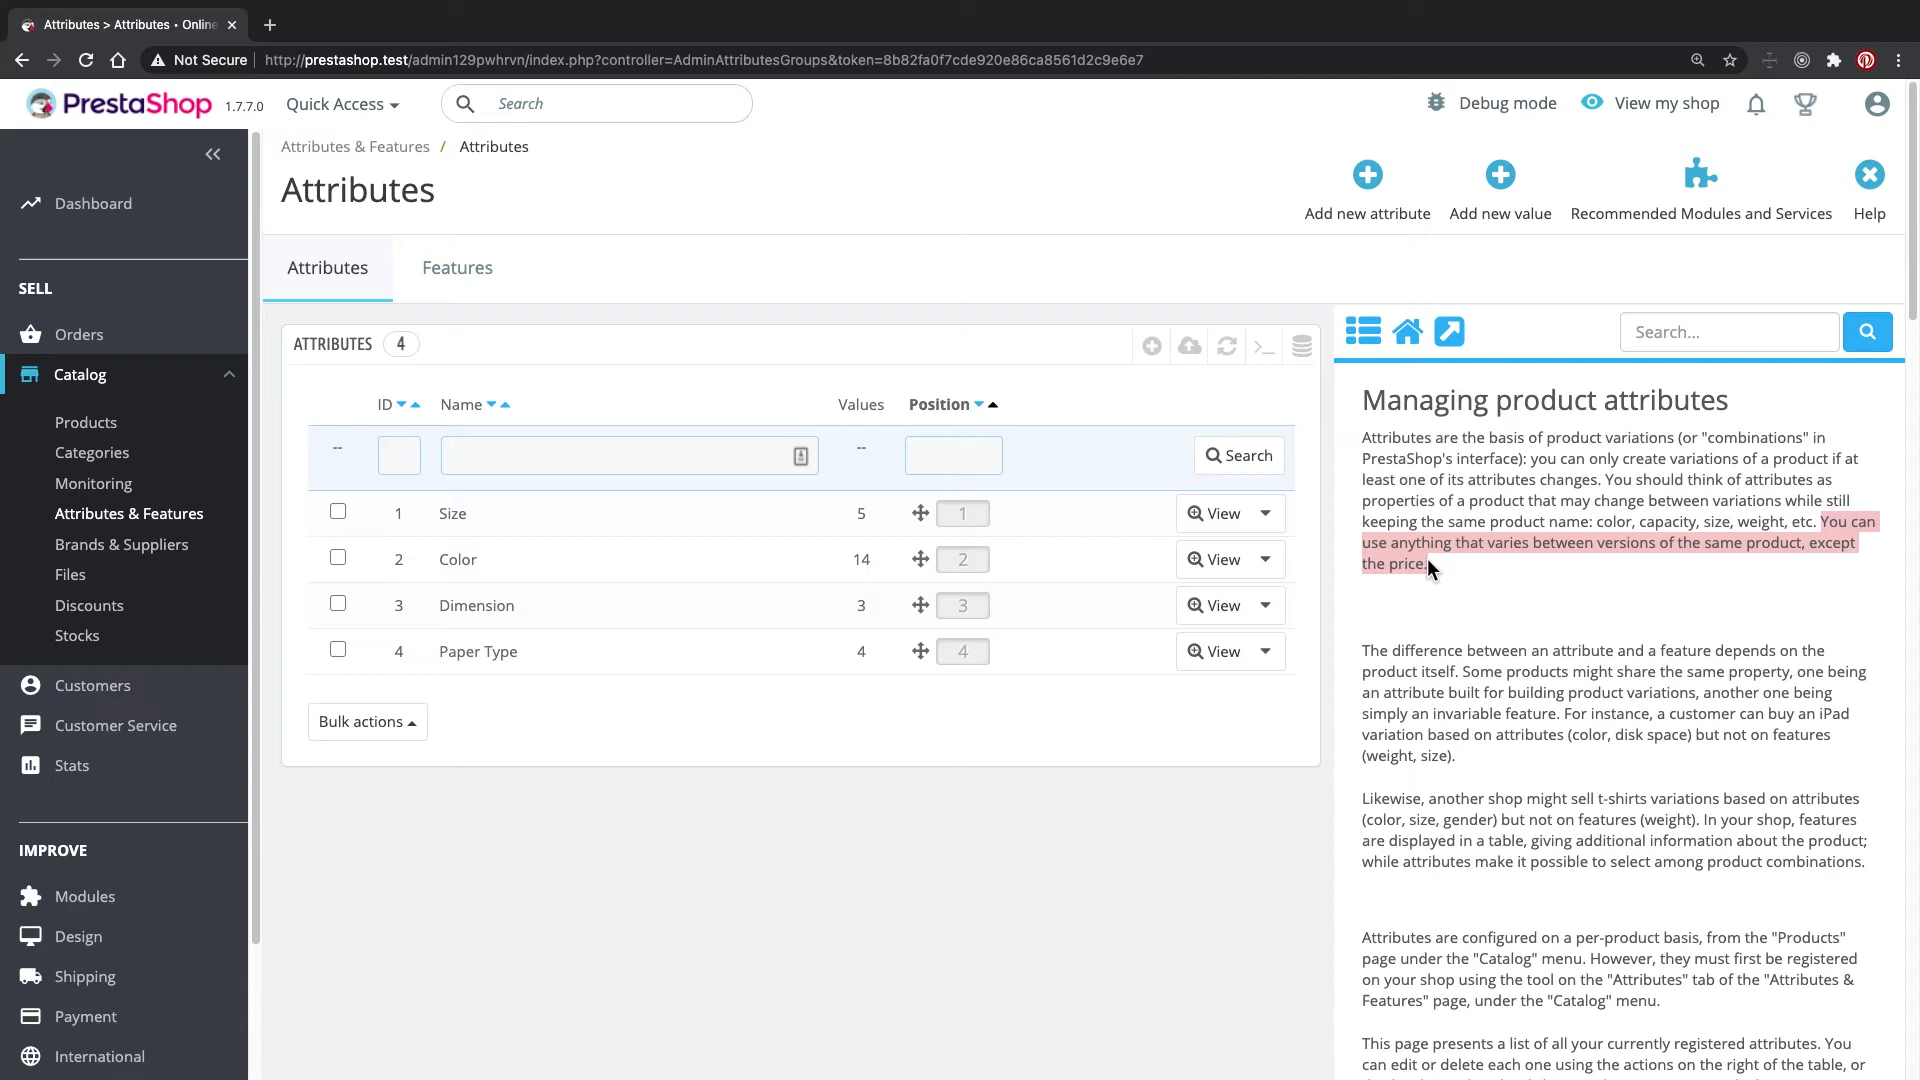 Attributes > Attributes • Online
Not Secure
http://prestashop.test/admin129pwhrvn/index.php?controller=AdminAttributesGroups&token=8b82fa0f7cde920e86ca8561d2c9e6e7
PrestaShop 1.7.7.0
Quick Access
Search
Debug mode
View my shop
Attributes & Features / Attributes
Attributes
Add new attribute
Add new value
Recommended Modules and Services
Help
Attributes
Features
Dashboard
SELL
Orders
Catalog
Products
Categories
Monitoring
Attributes & Features
Brands & Suppliers
Files
Discounts
Stocks
Customers
Customer Service
Stats
IMPROVE
Modules
Design
Shipping
Payment
International
ATTRIBUTES 4
ID Name Values Position
-- -- Search
1 Size 5 1 View
2 Color 14 2 View
3 Dimension 3 3 View
4 Paper Type 4 4 View
Bulk actions
Search...
Managing product attributes
Attributes are the basis of product variations (or "combinations" in
PrestaShop's interface): you can only create variations of a product if at
least one of its attributes changes. You should think of attributes as
properties of a product that may change between variations while still
keeping the same product name: color, capacity, size, weight, etc. You can
use anything that varies between versions of the same product, except
the price.
The difference between an attribute and a feature depends on the
product itself. Some products might share the same property, one being
an attribute built for building product variations, another one being
simply an invariable feature. For instance, a customer can buy an iPad
variation based on attributes (color, disk space) but not on features
(weight, size).
Likewise, another shop might sell t-shirts variations based on attributes
(color, size, gender) but not on features (weight). In your shop, features
are displayed in a table, giving additional information about the product;
while attributes make it possible to select among product combinations.
Attributes are configured on a per-product basis, from the "Products"
page under the "Catalog" menu. However, they must first be registered
on your shop using the tool on the "Attributes" tab of the "Attributes &
Features" page, under the "Catalog" menu.
This page presents a list of all your currently registered attributes. You
can edit or delete each one using the actions on the right of the table, or